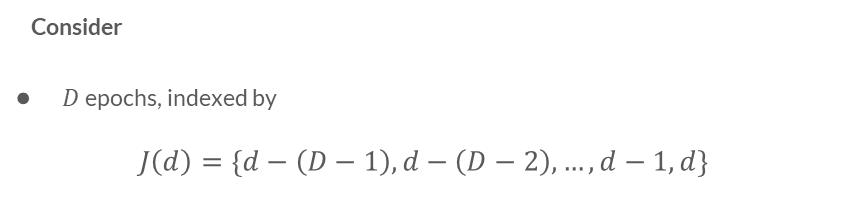 Consider
● 𝐷 epochs, indexed by
𝐽(𝑑) = {𝑑 − (𝐷 − 1), 𝑑 − (𝐷 − 2), … , 𝑑 − 1, 𝑑}